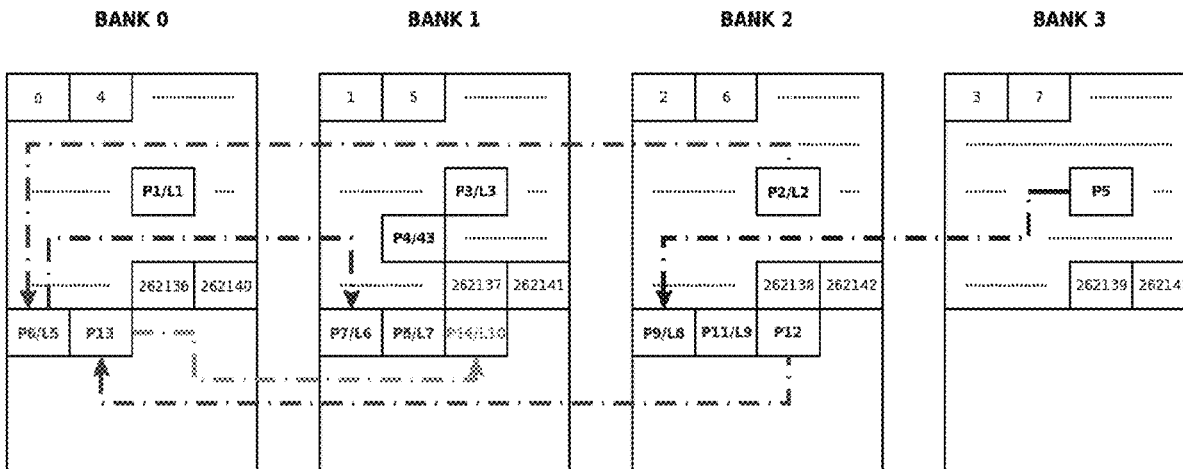 BANK 0 BANK 1 BANK 2 BANK 3
0 4 1 5 2 6 3 7
P1/L1 P3/L3 P2/L2 P5
P4/43
262136 262140 262137 262141 262138 262142 262139
P6/L5 P13 P7/L6 P8/L7 P9/L8 P11/L9 P12